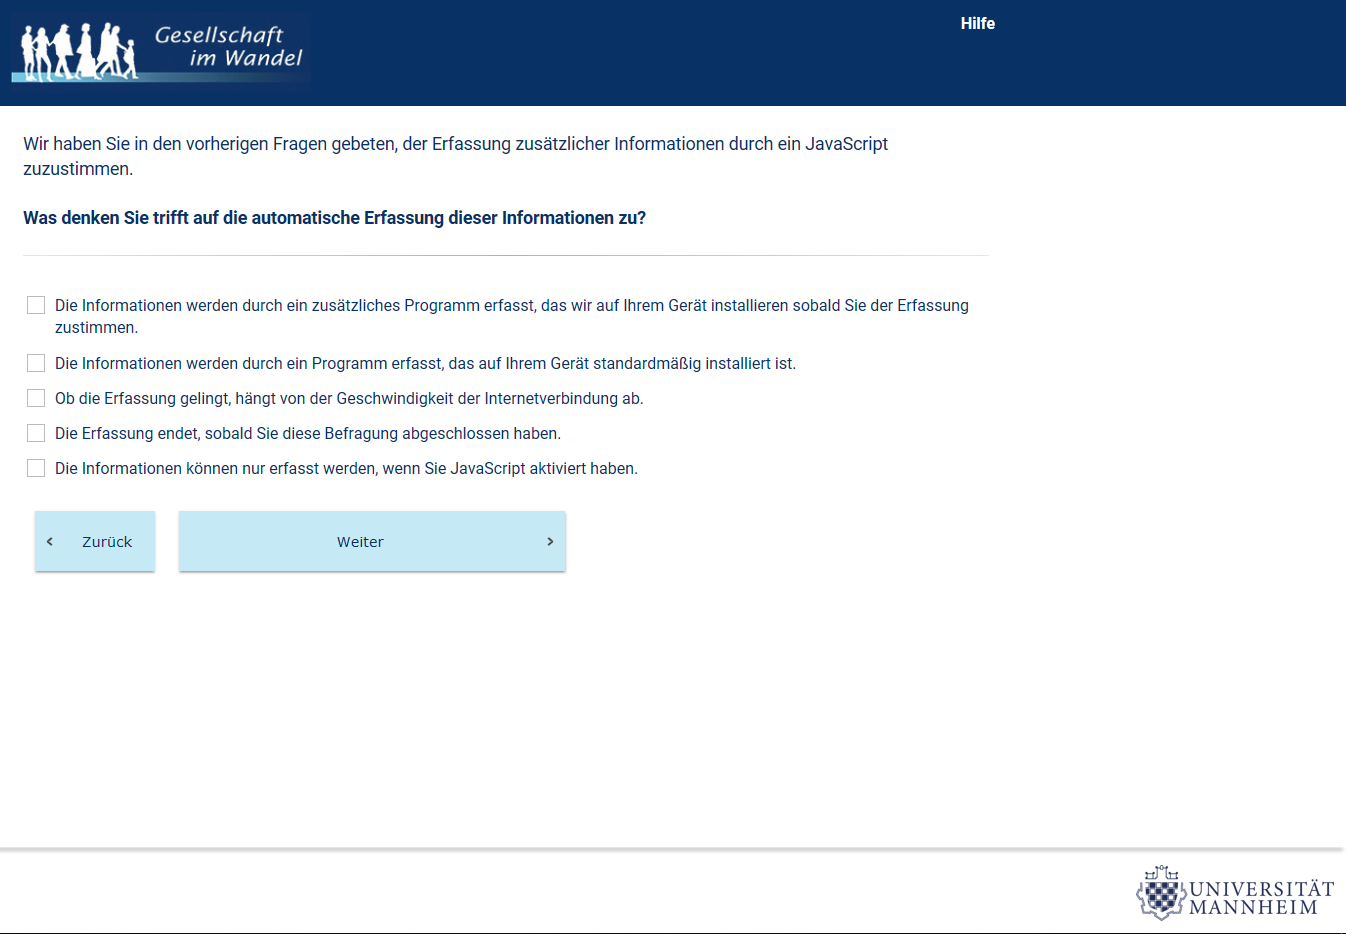 Gesellschaft
im Wandel
Hilfe
Wir haben Sie in den vorherigen Fragen gebeten, der Erfassung zusätzlicher Informationen durch ein JavaScript
zuzustimmen.
Was denken Sie trifft auf die automatische Erfassung dieser Informationen zu?
Die Informationen werden durch ein zusätzliches Programm erfasst, das wir auf Ihrem Gerät installieren sobald Sie der Erfassung
zustimmen.
Die Informationen werden durch ein Programm erfasst, das auf Ihrem Gerät standardmäßig installiert ist.
Ob die Erfassung gelingt, hängt von der Geschwindigkeit der Internetverbindung ab.
Die Erfassung endet, sobald Sie diese Befragung abgeschlossen haben.
Die Informationen können nur erfasst werden, wenn Sie JavaScript aktiviert haben.
Zurück
Weiter
UNIVERSITÄT
MANNHEIM